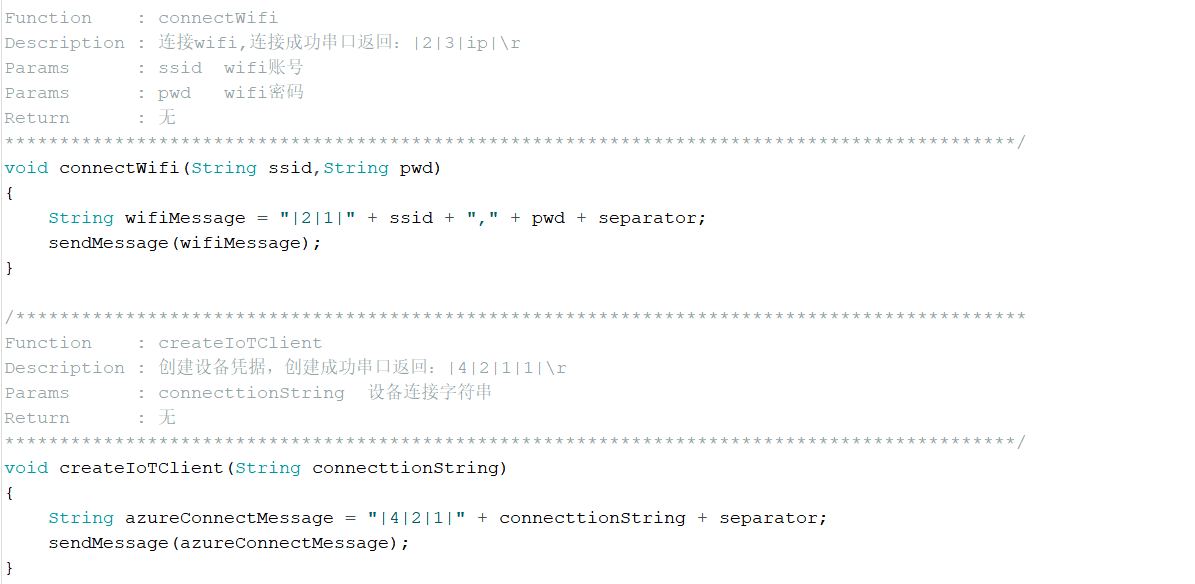 Function    : connectWifi
Description : 连接wifi,连接成功串口返回：|2|3|ip|\r
Params      : ssid  wifi账号
Params      : pwd   wifi密码
Return      : 无
********************************************************************************************/
void connectWifi(String ssid,String pwd)
{
    String wifiMessage = "|2|1|" + ssid + "," + pwd + separator;
    sendMessage(wifiMessage);
}
/********************************************************************************************
Function    : createIoTClient
Description : 创建设备凭据，创建成功串口返回：|4|2|1|1|\r
Params      : connecttionString  设备连接字符串
Return      : 无
********************************************************************************************/
void createIoTClient(String connecttionString)
{
    String azureConnectMessage = "|4|2|1|" + connecttionString + separator;
    sendMessage(azureConnectMessage);
}